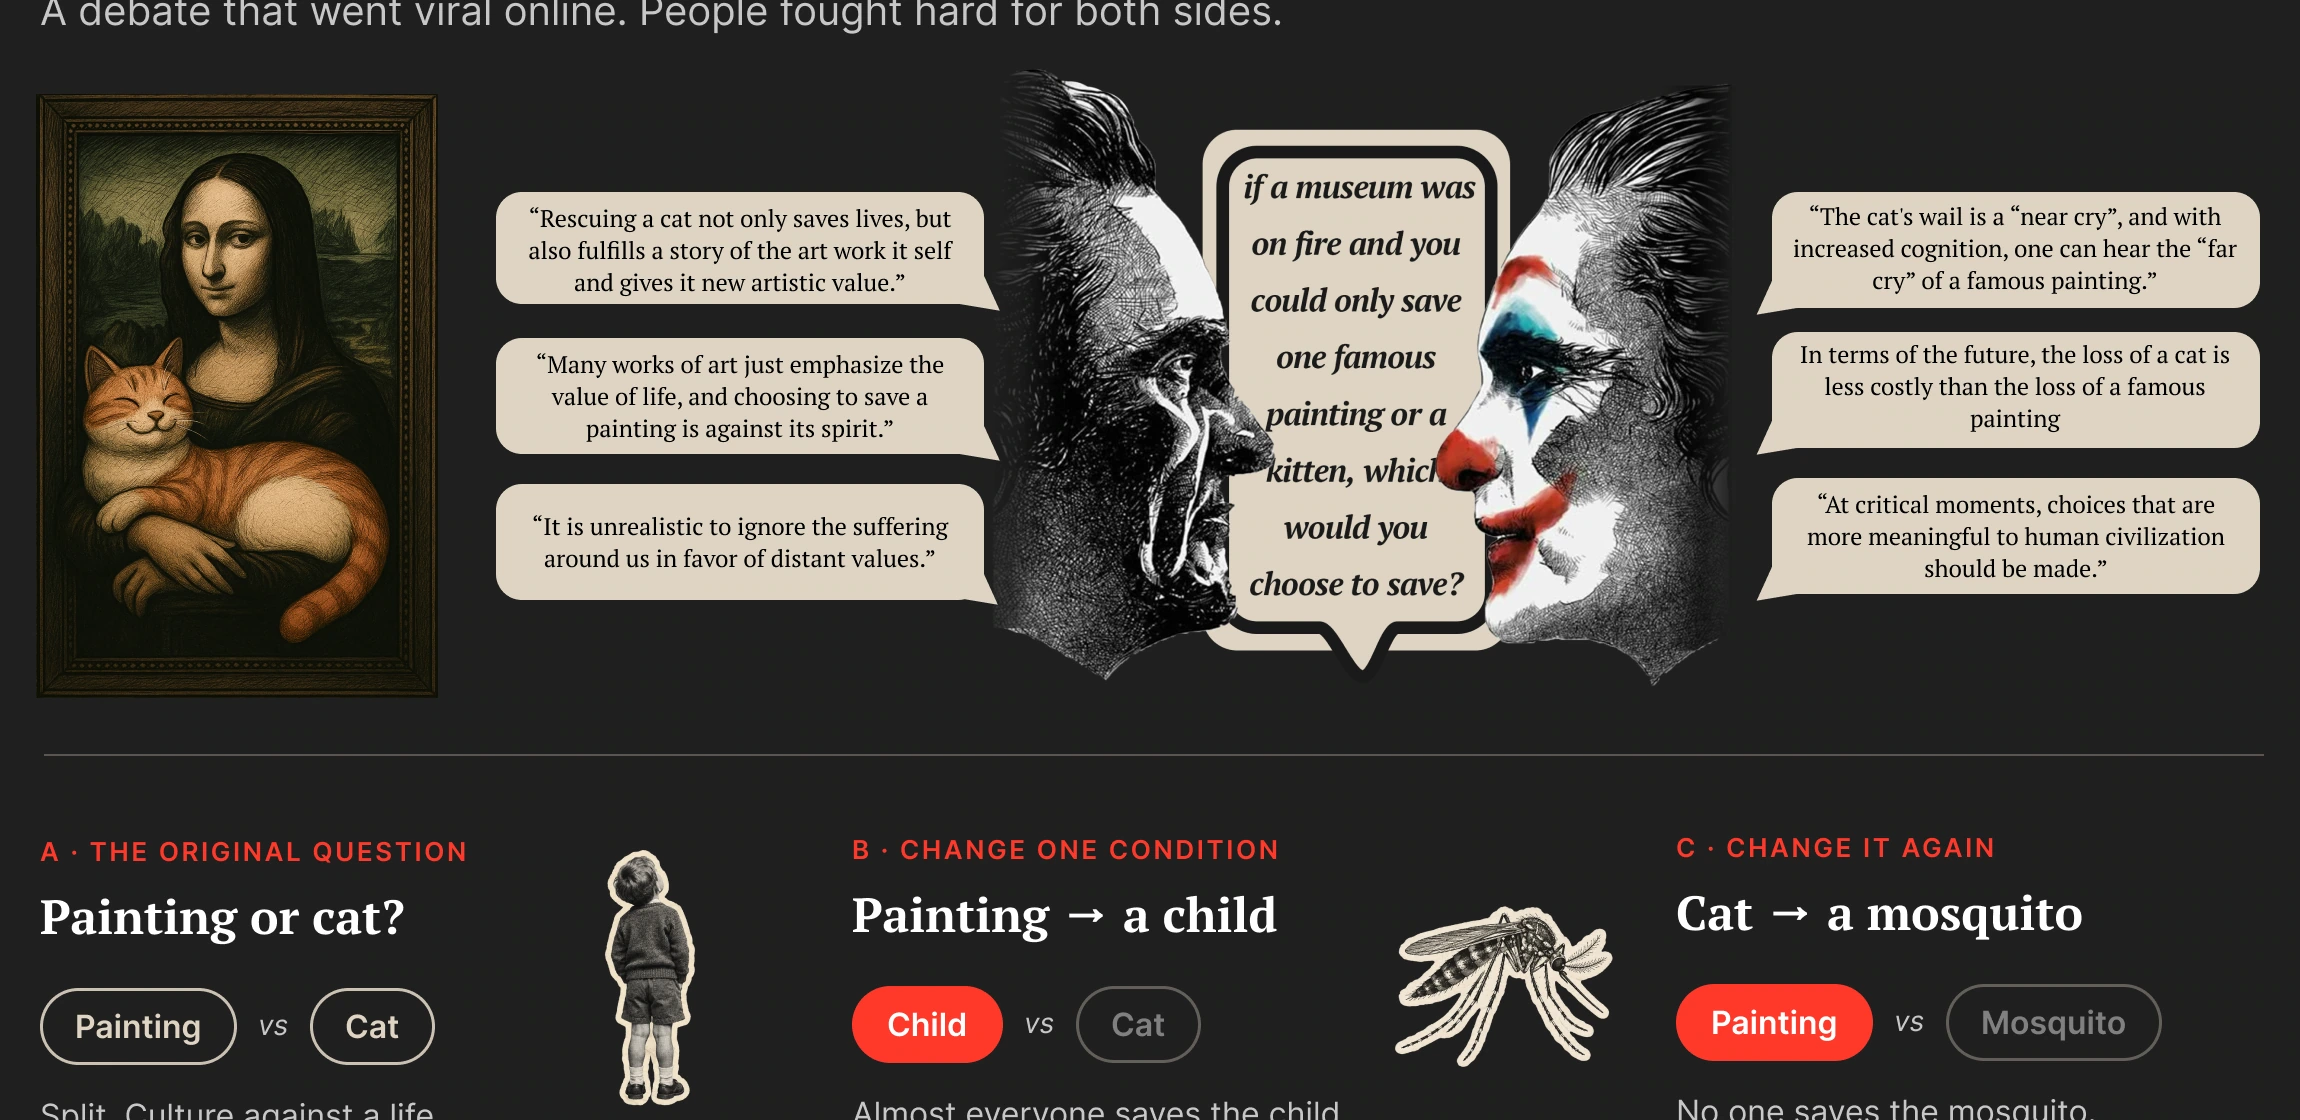 A debate that went viral online. People fought hard for both sides.
“Rescuing a cat not only saves lives, but
also fulfills a story of the art work it self
and gives it new artistic value.”
“Many works of art just emphasize the
value of life, and choosing to save a
painting is against its spirit.”
“It is unrealistic to ignore the suffering
around us in favor of distant values.”
if a museum was
on fire and you
could only save
one famous
painting or a
kitten, which
would you
choose to save?
“The cat's wail is a “near cry”, and with
increased cognition, one can hear the “far
cry” of a famous painting.”
In terms of the future, the loss of a cat is
less costly than the loss of a famous
painting
“At critical moments, choices that are
more meaningful to human civilization
should be made.”
A · THE ORIGINAL QUESTION
Painting or cat?
Painting vs Cat
Split. Culture against a life
B · CHANGE ONE CONDITION
Painting → a child
Child vs Cat
Almost everyone saves the child
C · CHANGE IT AGAIN
Cat → a mosquito
Painting vs Mosquito
No one saves the mosquito.